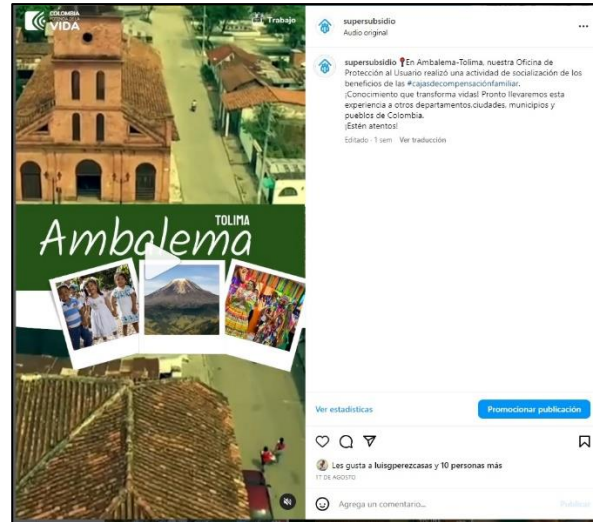 COLOMBIA
POTENCIA DE LA
VIDA
Trabajo
TOLIMA
Ambalema
supersubsidio
Audio original
supersubsidio 📍En Ambalema-Tolima, nuestra Oficina de
Protección al Usuario realizó una actividad de socialización de los
beneficios de las #cajasdecompensaciónfamiliar.
¡Conocimiento que transforma vidas! Pronto llevaremos esta
experiencia a otros departamentos,ciudades, municipios y
pueblos de Colombia.
¡Estén atentos!
Editado · 1 sem Ver traducción
Ver estadísticas
Promocionar publicación
Les gusta a luisgperezcasas y 10 personas más
17 DE AGOSTO
Agrega un comentario...
Publicar